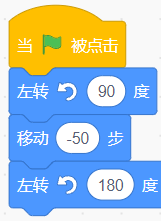 当 被点击
左转 90 度
移动 -50 步
左转 180 度